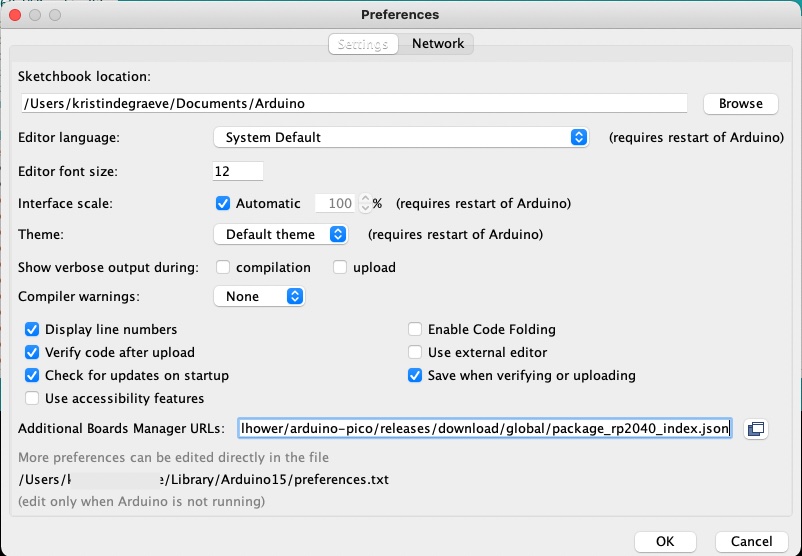 Preferences
Settings Network
Sketchbook location:
/Users/kristindegraeve/Documents/Arduino Browse
Editor language: System Default (requires restart of Arduino)
Editor font size: 12
Interface scale: Automatic 100 % (requires restart of Arduino)
Theme: Default theme (requires restart of Arduino)
Show verbose output during: compilation upload
Compiler warnings: None
Display line numbers Enable Code Folding
Verify code after upload Use external editor
Check for updates on startup Save when verifying or uploading
Use accessibility features
Additional Boards Manager URLs: lhower/arduino-pico/releases/download/global/package_rp2040_index.json
More preferences can be edited directly in the file
/Users/ e/Library/Arduino15/preferences.txt
(edit only when Arduino is not running)
OK Cancel